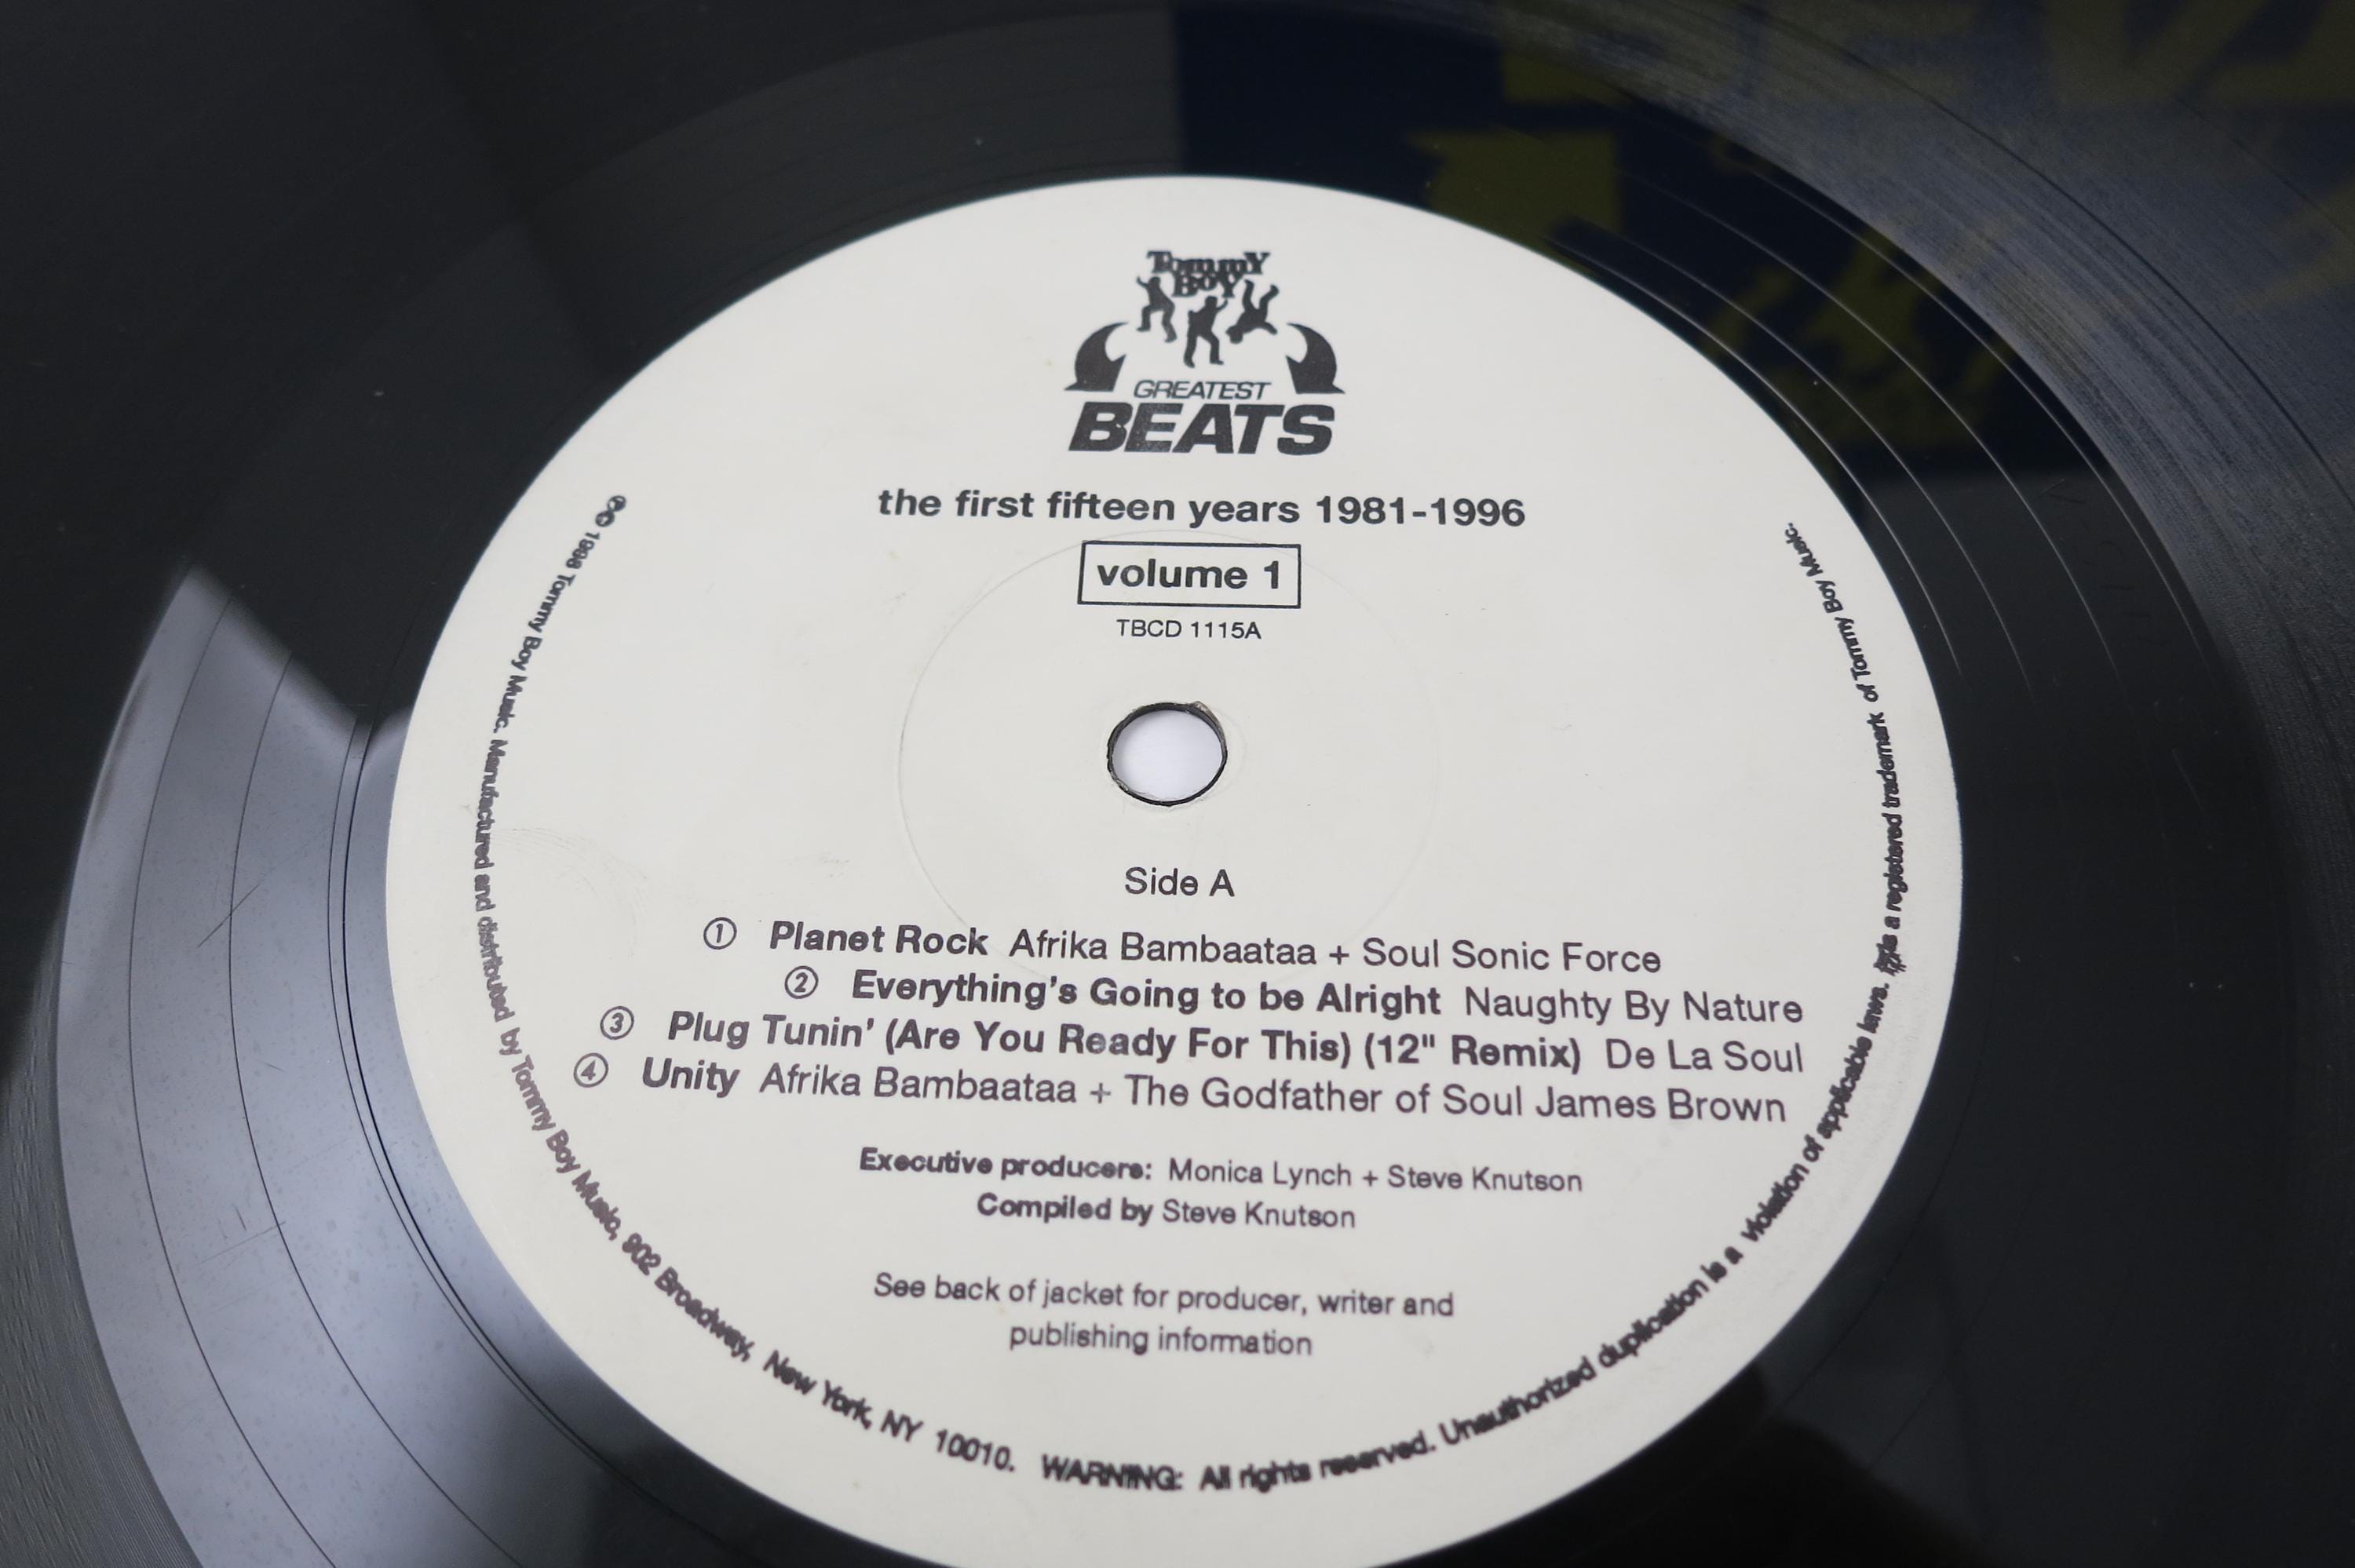 Tommy
Boy
GREATEST
BEATS
the first fifteen years 1981-1996
volume 1
TBCD 1115A
Side A
① Planet Rock Afrika Bambaataa + Soul Sonic Force
② Everything's Going to be Alright Naughty By Nature
③ Plug Tunin' (Are You Ready For This) (12" Remix) De La Soul
④ Unity Afrika Bambaataa + The Godfather of Soul James Brown
Executive producers: Monica Lynch + Steve Knutson
Compiled by Steve Knutson
See back of jacket for producer, writer and
publishing information
℗© 1998 Tommy Boy Music. Manufactured and distributed by Tommy Boy Music, 902 Broadway, New York, NY 10010. WARNING: All rights reserved. Unauthorized duplication is a violation of applicable laws. is a registered trademark of Tommy Boy Music.